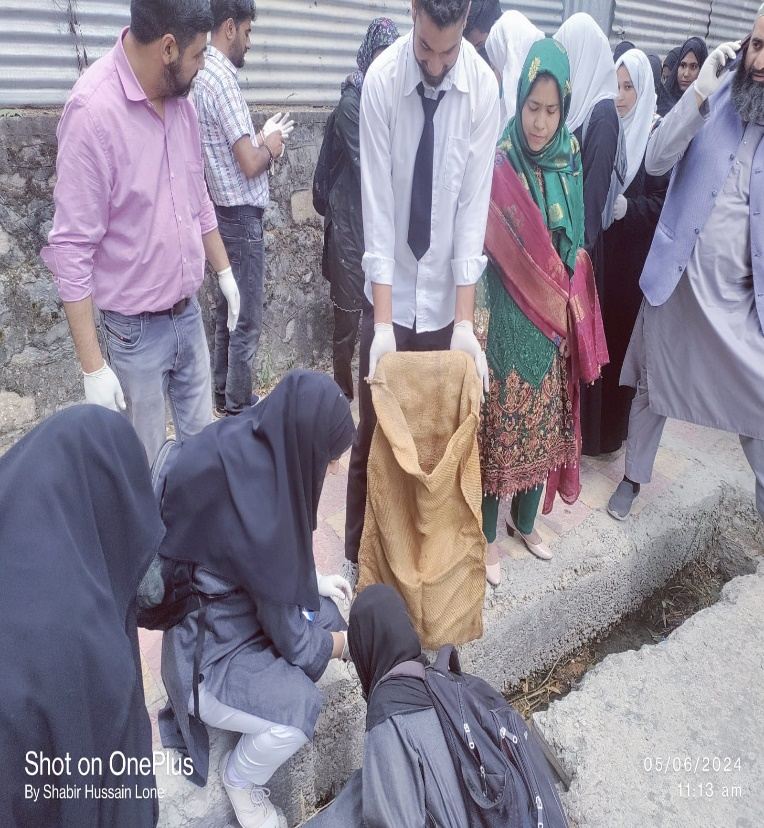 Shot on OnePlus
By Shabir Hussain Lone
05/06/2024
11:13 am